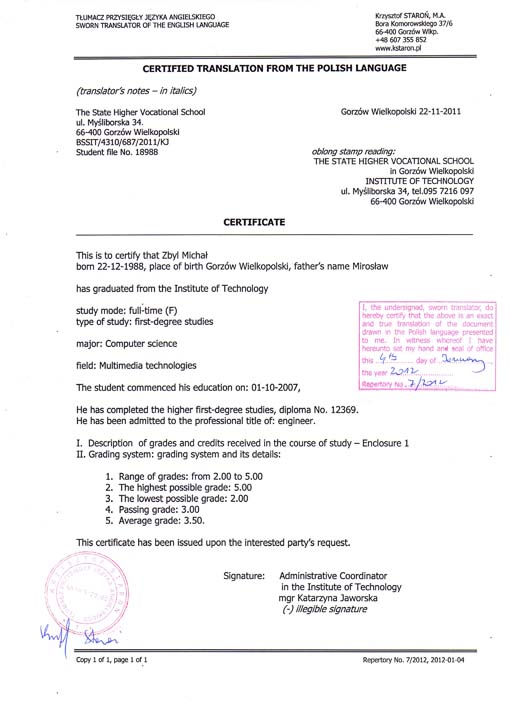 TŁUMACZ PRZYSIĘGŁY JĘZYKA ANGIELSKIEGO
SWORN TRANSLATOR OF THE ENGLISH LANGUAGE
Krzysztof STAROŃ, M.A.
Bora Komorowskiego 37/6
66-400 Gorzów Wlkp.
+48 607 355 852
www.kstaron.pl
CERTIFIED TRANSLATION FROM THE POLISH LANGUAGE
(translator's notes – in italics)
The State Higher Vocational School
ul. Myśliborska 34.
66-400 Gorzów Wielkopolski
BSSIT/4310/687/2011/KJ
Student file No. 18988
Gorzów Wielkopolski 22-11-2011
oblong stamp reading:
THE STATE HIGHER VOCATIONAL SCHOOL
in Gorzów Wielkopolski
INSTITUTE OF TECHNOLOGY
ul. Myśliborska 34, tel.095 7216 097
66-400 Gorzów Wielkopolski
CERTIFICATE
This is to certify that Zbyl Michał
born 22-12-1988, place of birth Gorzów Wielkopolski, father's name Mirosław
has graduated from the Institute of Technology
study mode: full-time (F)
type of study: first-degree studies
major: Computer science
field: Multimedia technologies
I, the undersigned, sworn translator, do
hereby certify that the above is an exact
and true translation of the document
drawn in the Polish language presented
to me. In witness whereof I have
hereunto set my hand and seal of office
this 4th day of January
the year 2012
Repertory No. 7/2012
The student commenced his education on: 01-10-2007,
He has completed the higher first-degree studies, diploma No. 12369.
He has been admitted to the professional title of: engineer.
I. Description of grades and credits received in the course of study – Enclosure 1
II. Grading system: grading system and its details:
1. Range of grades: from 2.00 to 5.00
2. The highest possible grade: 5.00
3. The lowest possible grade: 2.00
4. Passing grade: 3.00
5. Average grade: 3.50.
This certificate has been issued upon the interested party's request.
Signature: Administrative Coordinator
in the Institute of Technology
mgr Katarzyna Jaworska
(-) illegible signature
Copy 1 of 1, page 1 of 1
Repertory No. 7/2012, 2012-01-04